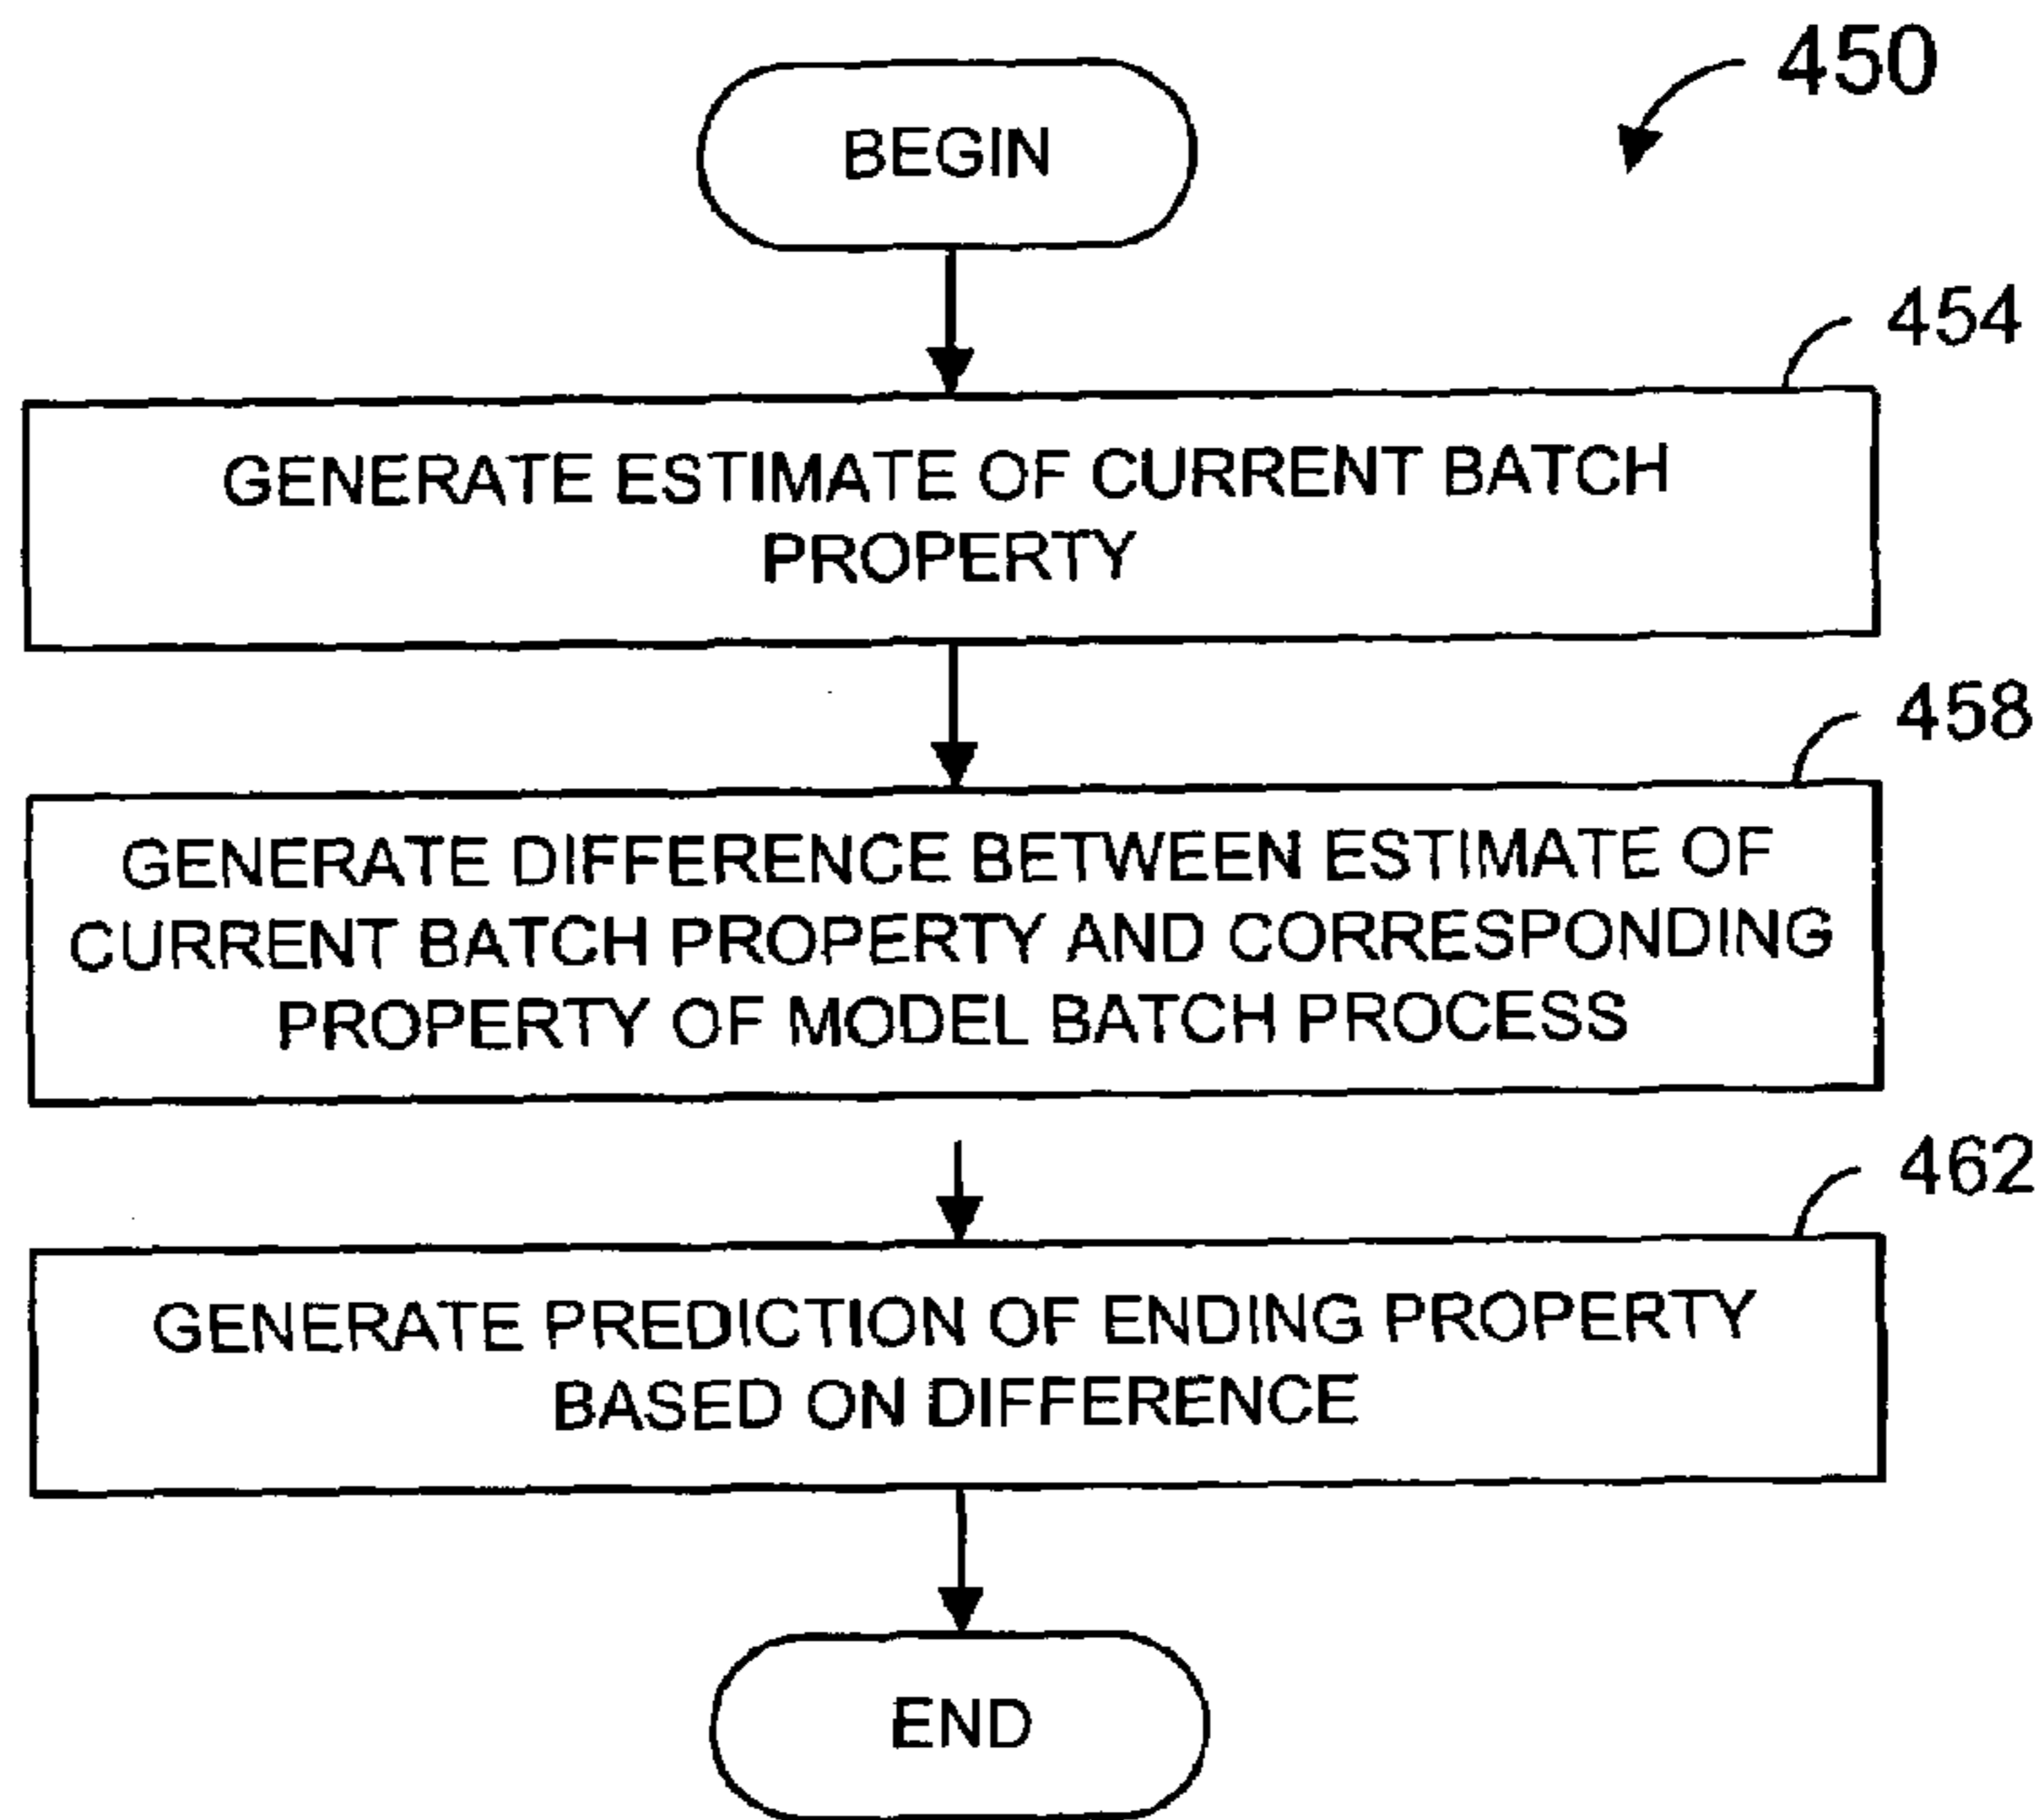 450
BEGIN
454
GENERATE ESTIMATE OF CURRENT BATCH
PROPERTY
458
GENERATE DIFFERENCE BETWEEN ESTIMATE OF
CURRENT BATCH PROPERTY AND CORRESPONDING
PROPERTY OF MODEL BATCH PROCESS
462
GENERATE PREDICTION OF ENDING PROPERTY
BASED ON DIFFERENCE
END